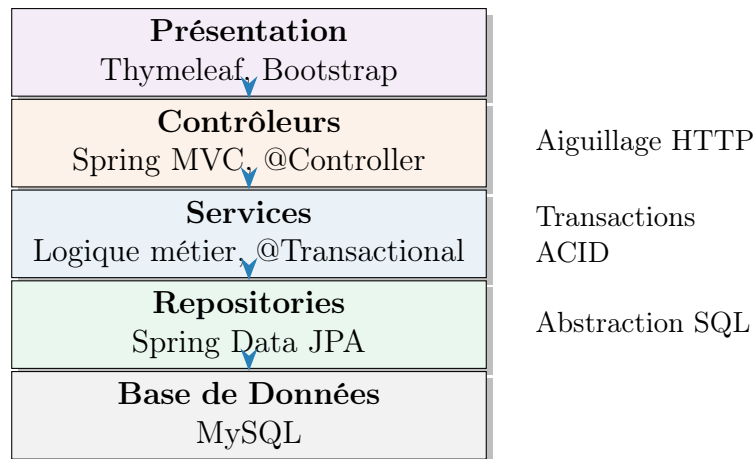 Présentation
Thymeleaf, Bootstrap
Contrôleurs
Spring MVC, @Controller
Aiguillage HTTP
Services
Logique métier, @Transactional
Transactions
ACID
Repositories
Spring Data JPA
Abstraction SQL
Base de Données
MySQL